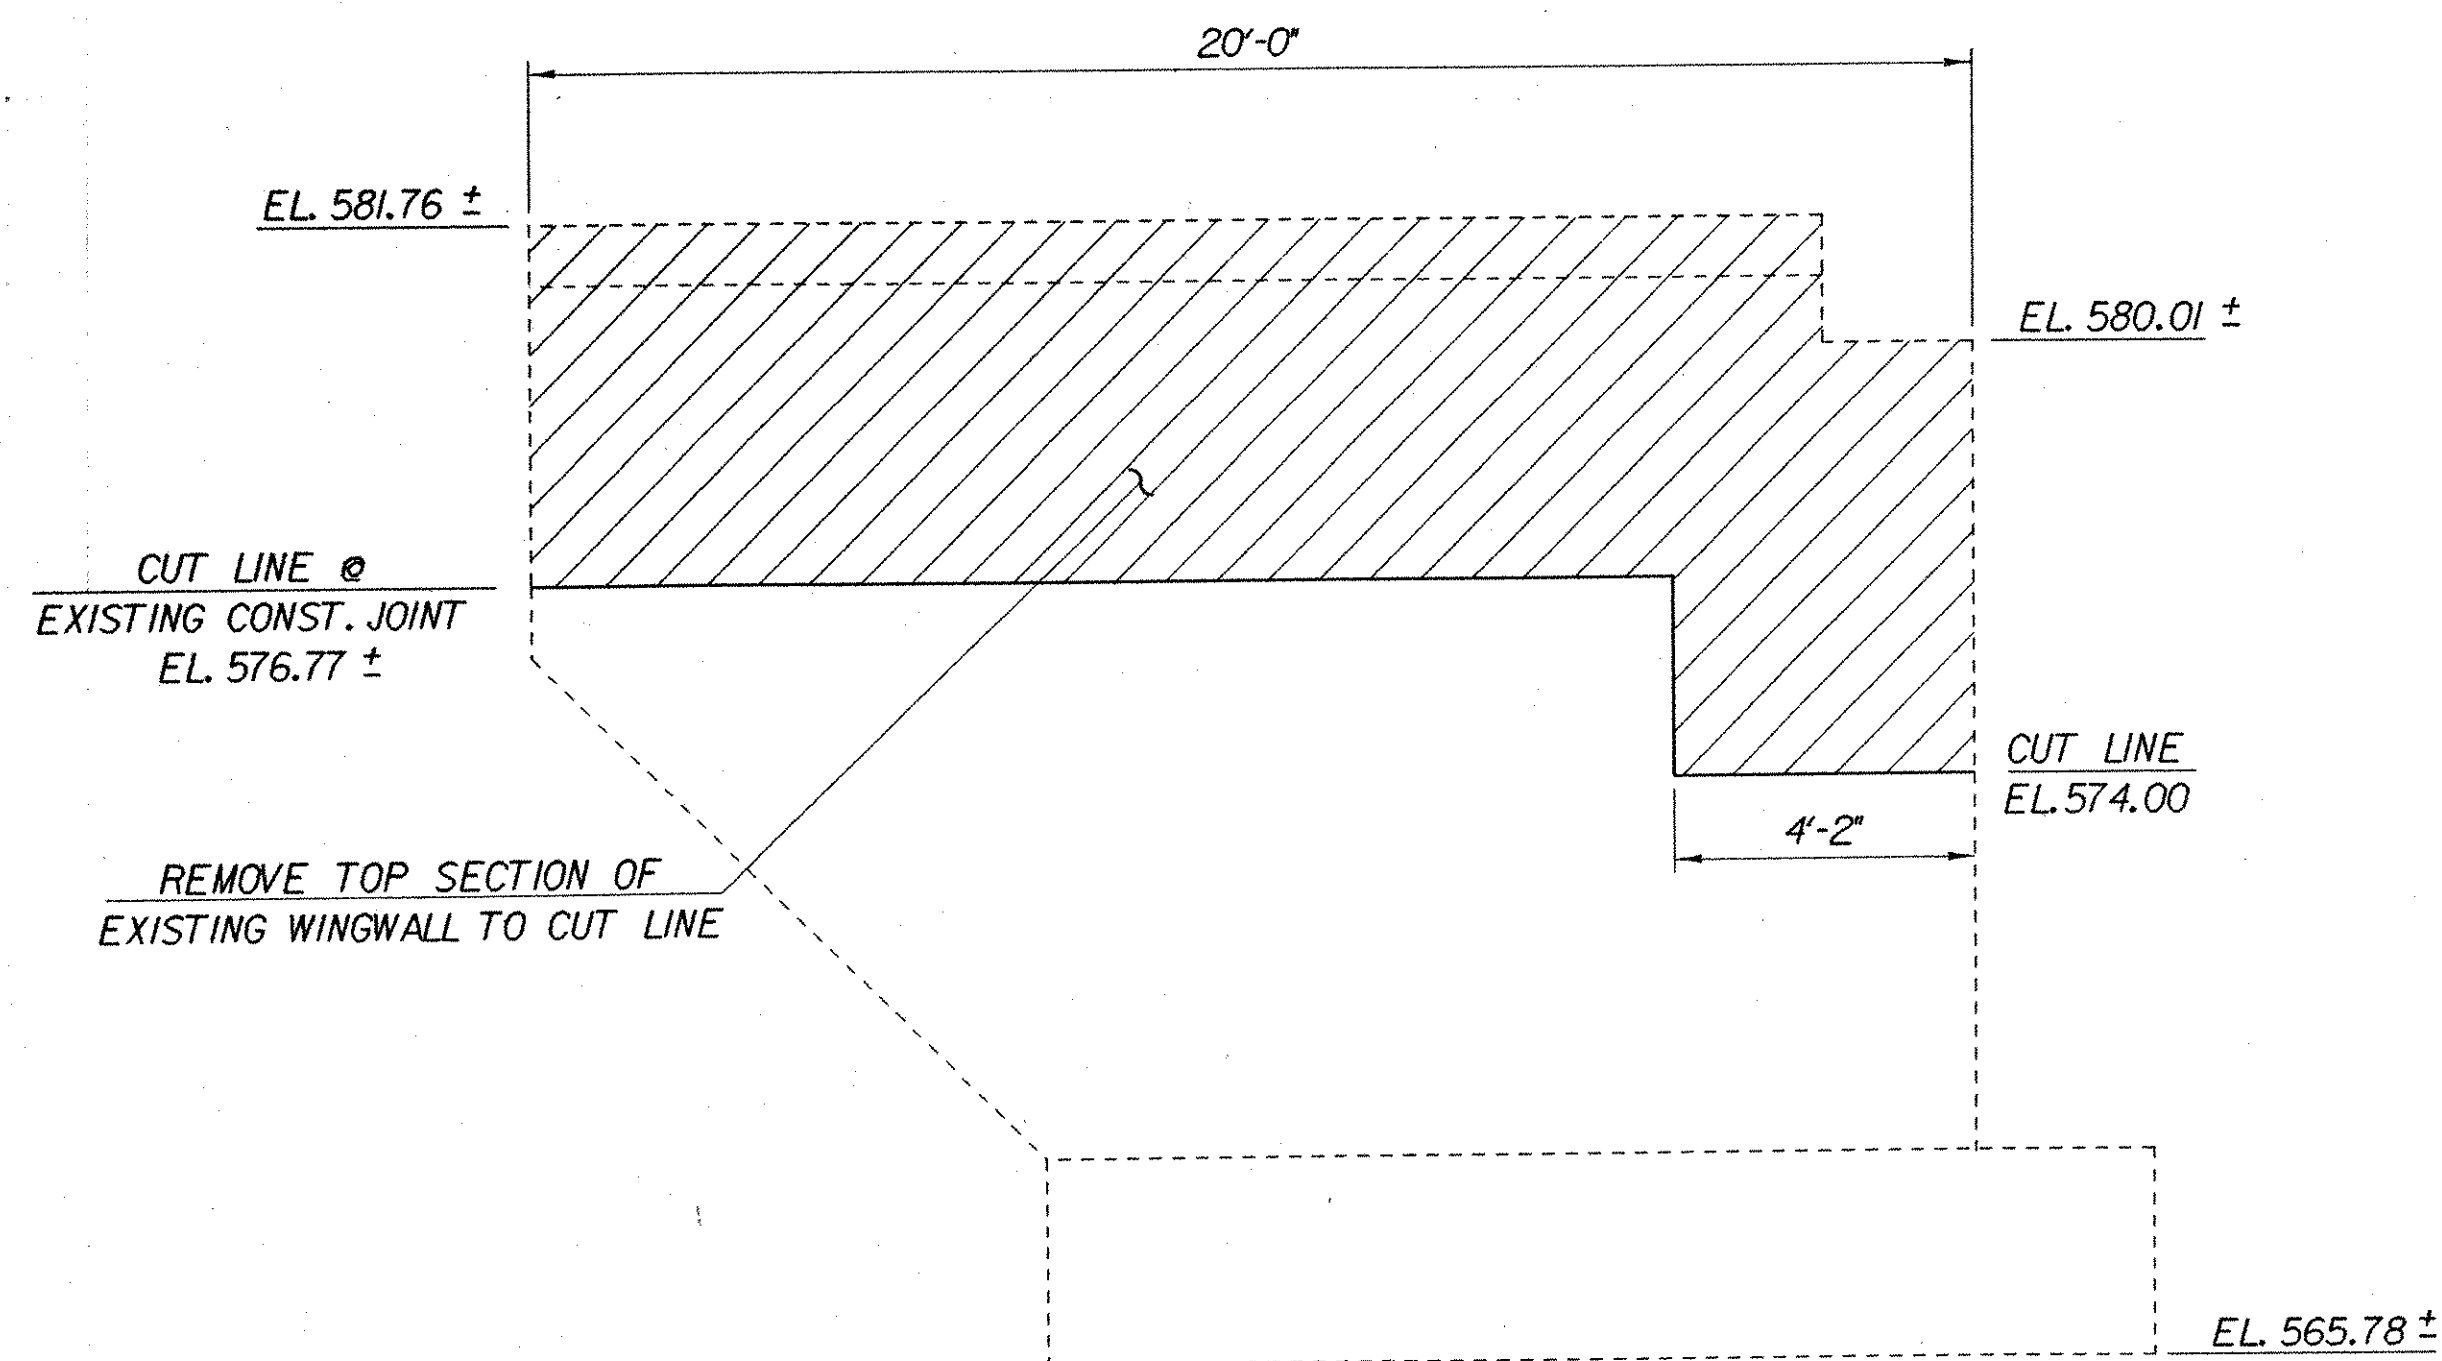 20'-0"
EL. 581.76 ±
EL. 580.01 ±
CUT LINE @
EXISTING CONST. JOINT
EL. 576.77 ±
CUT LINE
EL. 574.00
4'-2"
REMOVE TOP SECTION OF
EXISTING WINGWALL TO CUT LINE
EL. 565.78 ±